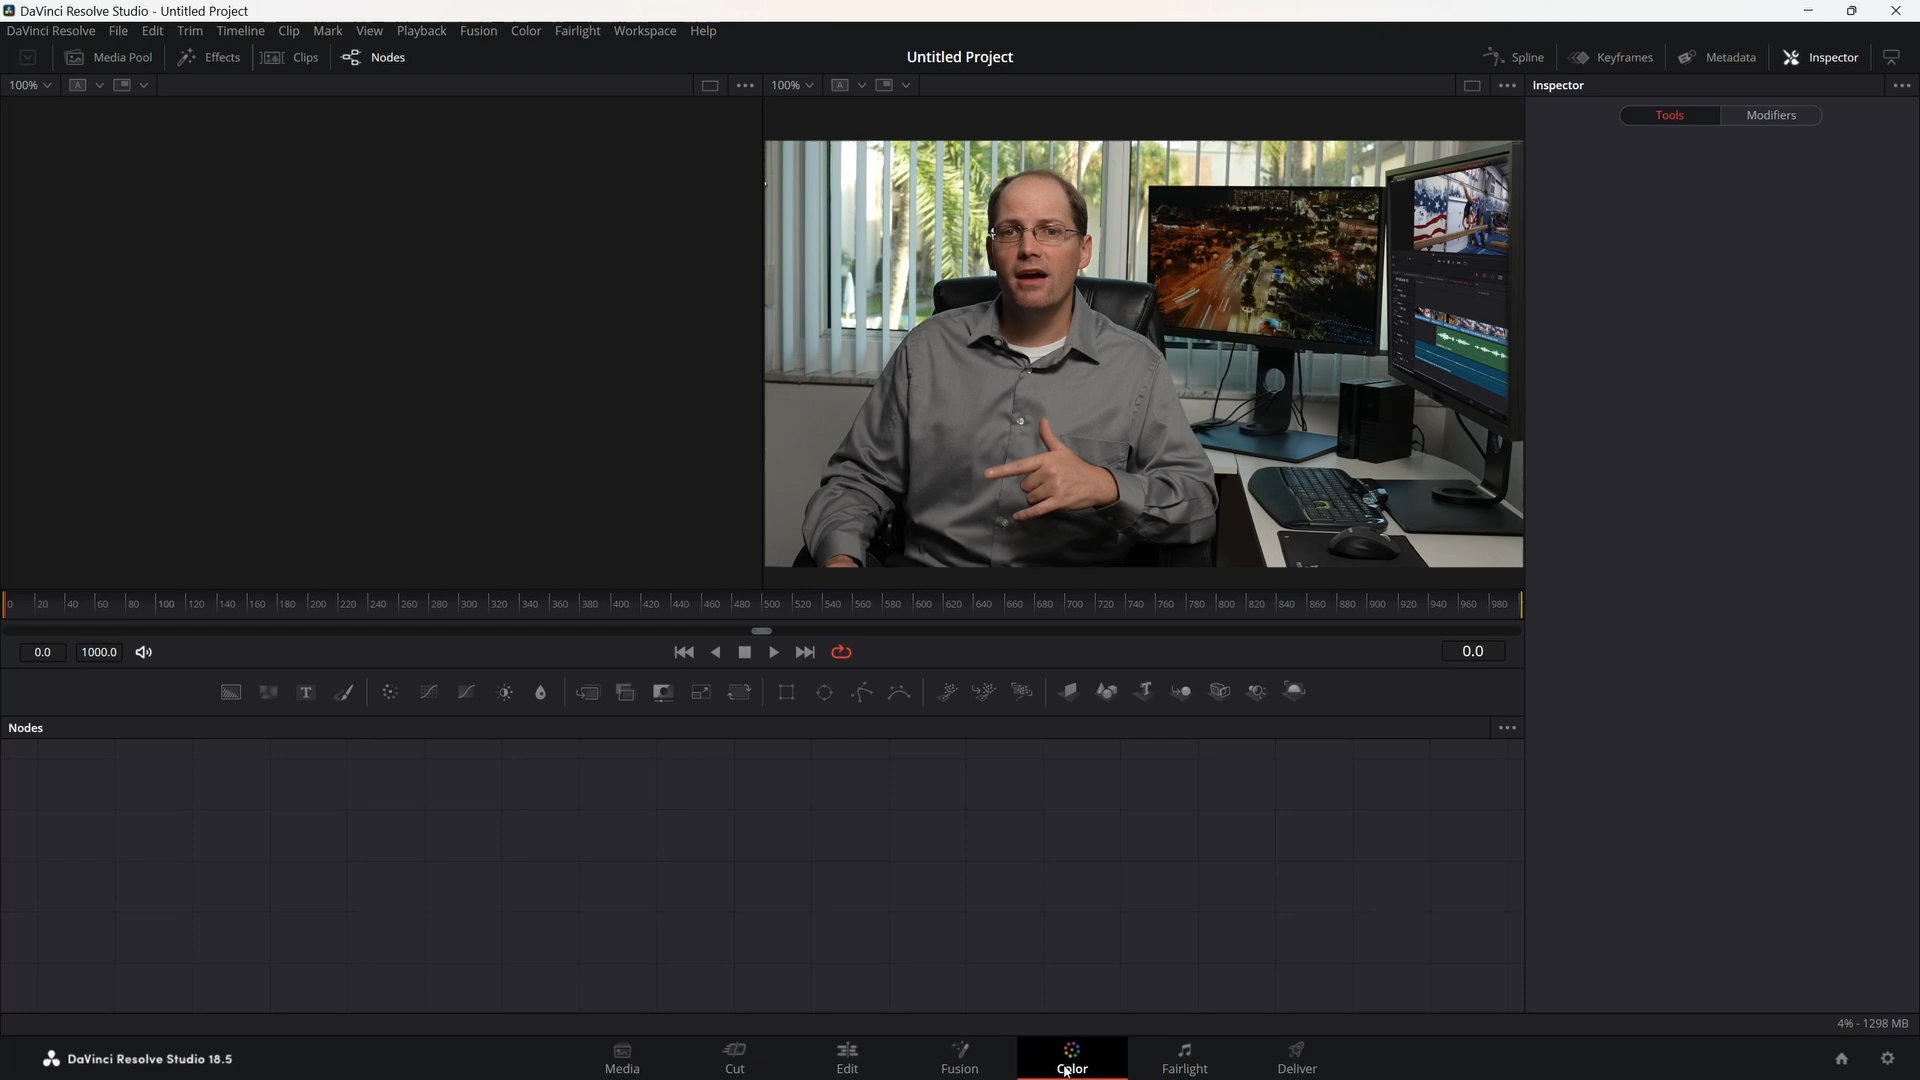 DaVinci Resolve Studio - Untitled Project
DaVinci Resolve File Edit Trim Timeline Clip Mark View Playback Fusion Color Fairlight Workspace Help
Media Pool Effects Clips Nodes Untitled Project Spline Keyframes Metadata Inspector
100% A 100% A Inspector
Tools Modifiers
0 20 40 60 80 100 120 140 160 180 200 220 240 260 280 300 320 340 360 380 400 420 440 460 480 500 520 540 560 580 600 620 640 660 680 700 720 740 760 780 800 820 840 860 880 900 920 940 960 980
0.0 1000.0 0.0
Nodes
4% - 1298 MB
DaVinci Resolve Studio 18.5 Media Cut Edit Fusion Color Fairlight Deliver